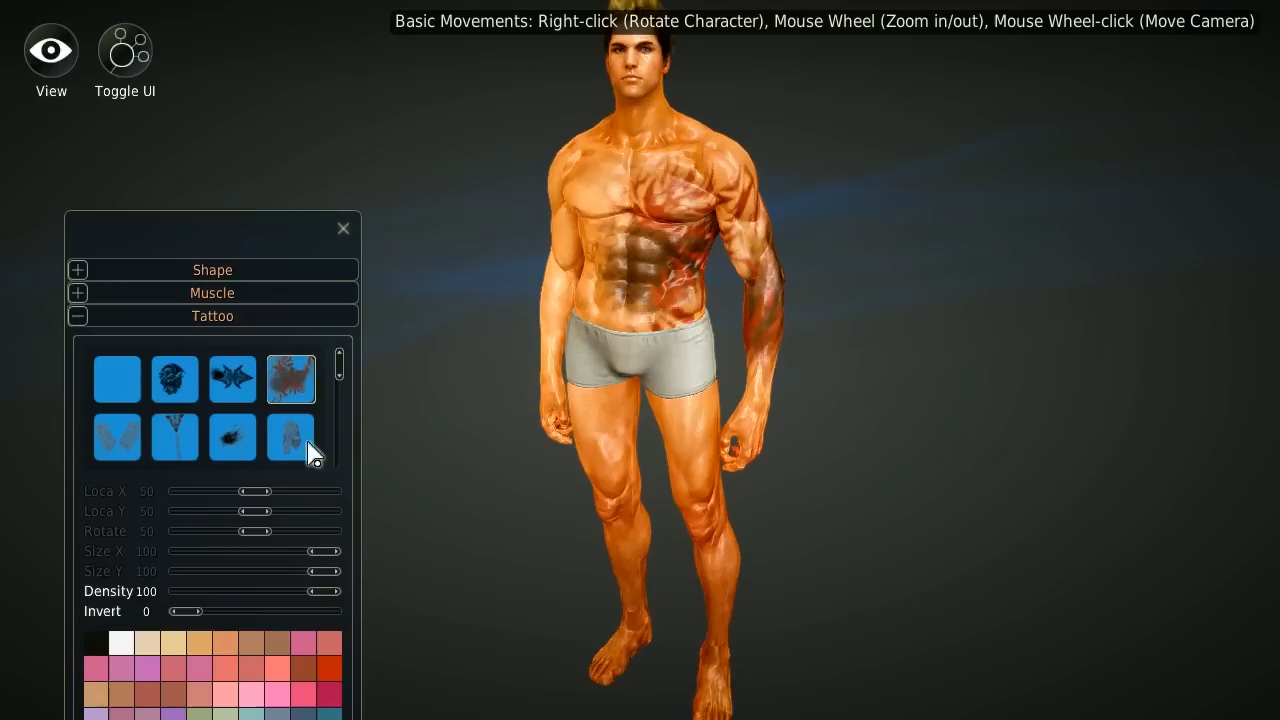 Basic Movements: Right-click (Rotate Character), Mouse Wheel (Zoom in/out), Mouse Wheel-click (Move Camera)
View
Toggle UI
Shape
Muscle
Tattoo
Loca X 50
Loca Y 50
Rotate 50
Size X 100
Size Y 100
Density 100
Invert 0